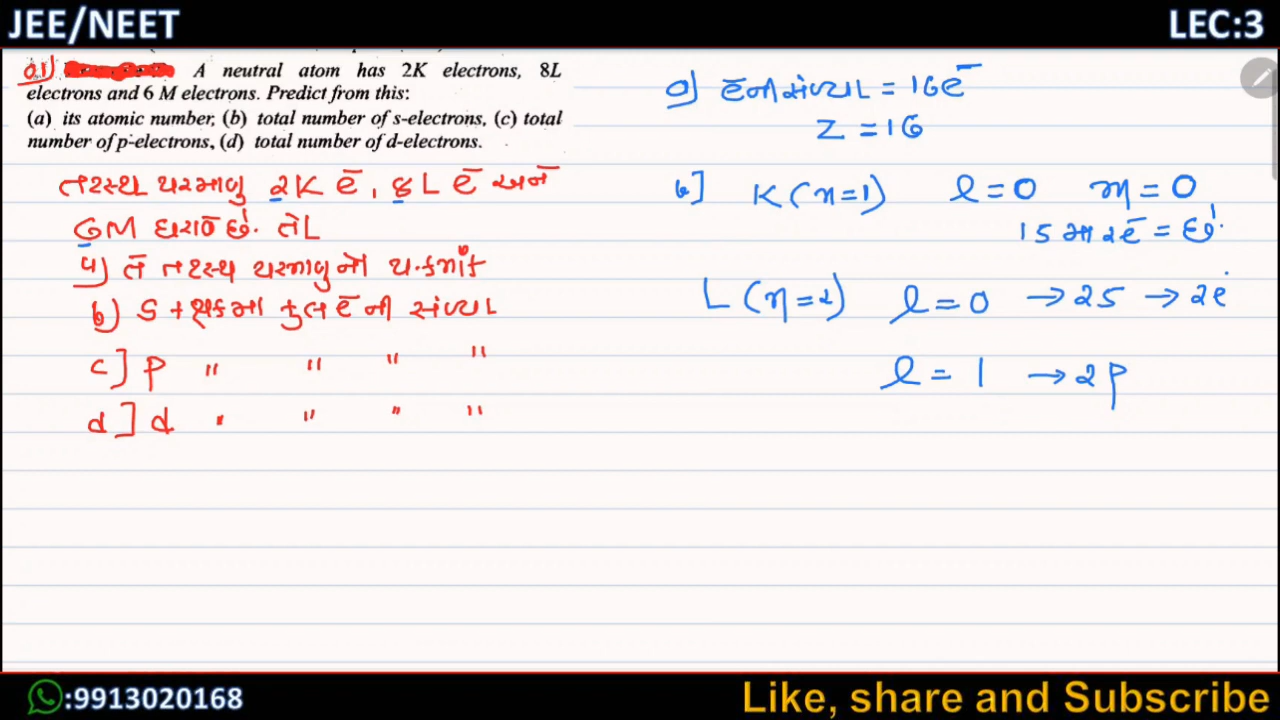 JEE/NEET
LEC:3
Q.1) A neutral atom has 2K electrons, 8L
electrons and 6 M electrons. Predict from this:
(a) its atomic number, (b) total number of s-electrons, (c) total
number of p-electrons, (d) total number of d-electrons.
તટસ્થ પરમાણુ 2K ē, 8L ē અને
6M ધરાવે છે. તો
a) તે તટસ્થ પરમાણુનો પ.ક્રમાંક
b) s કક્ષકમાં કુલ ē ની સંખ્યા
c] p " " " "
d] d " " " "
a] ēની સંખ્યા = 16ē
Z = 16
b] K (n=1) l = 0 m = 0
1s માં 2ē = છે.
L (n=2) l = 0 → 2s → 2ē
l = 1 → 2p
:9913020168
Like, share and Subscribe